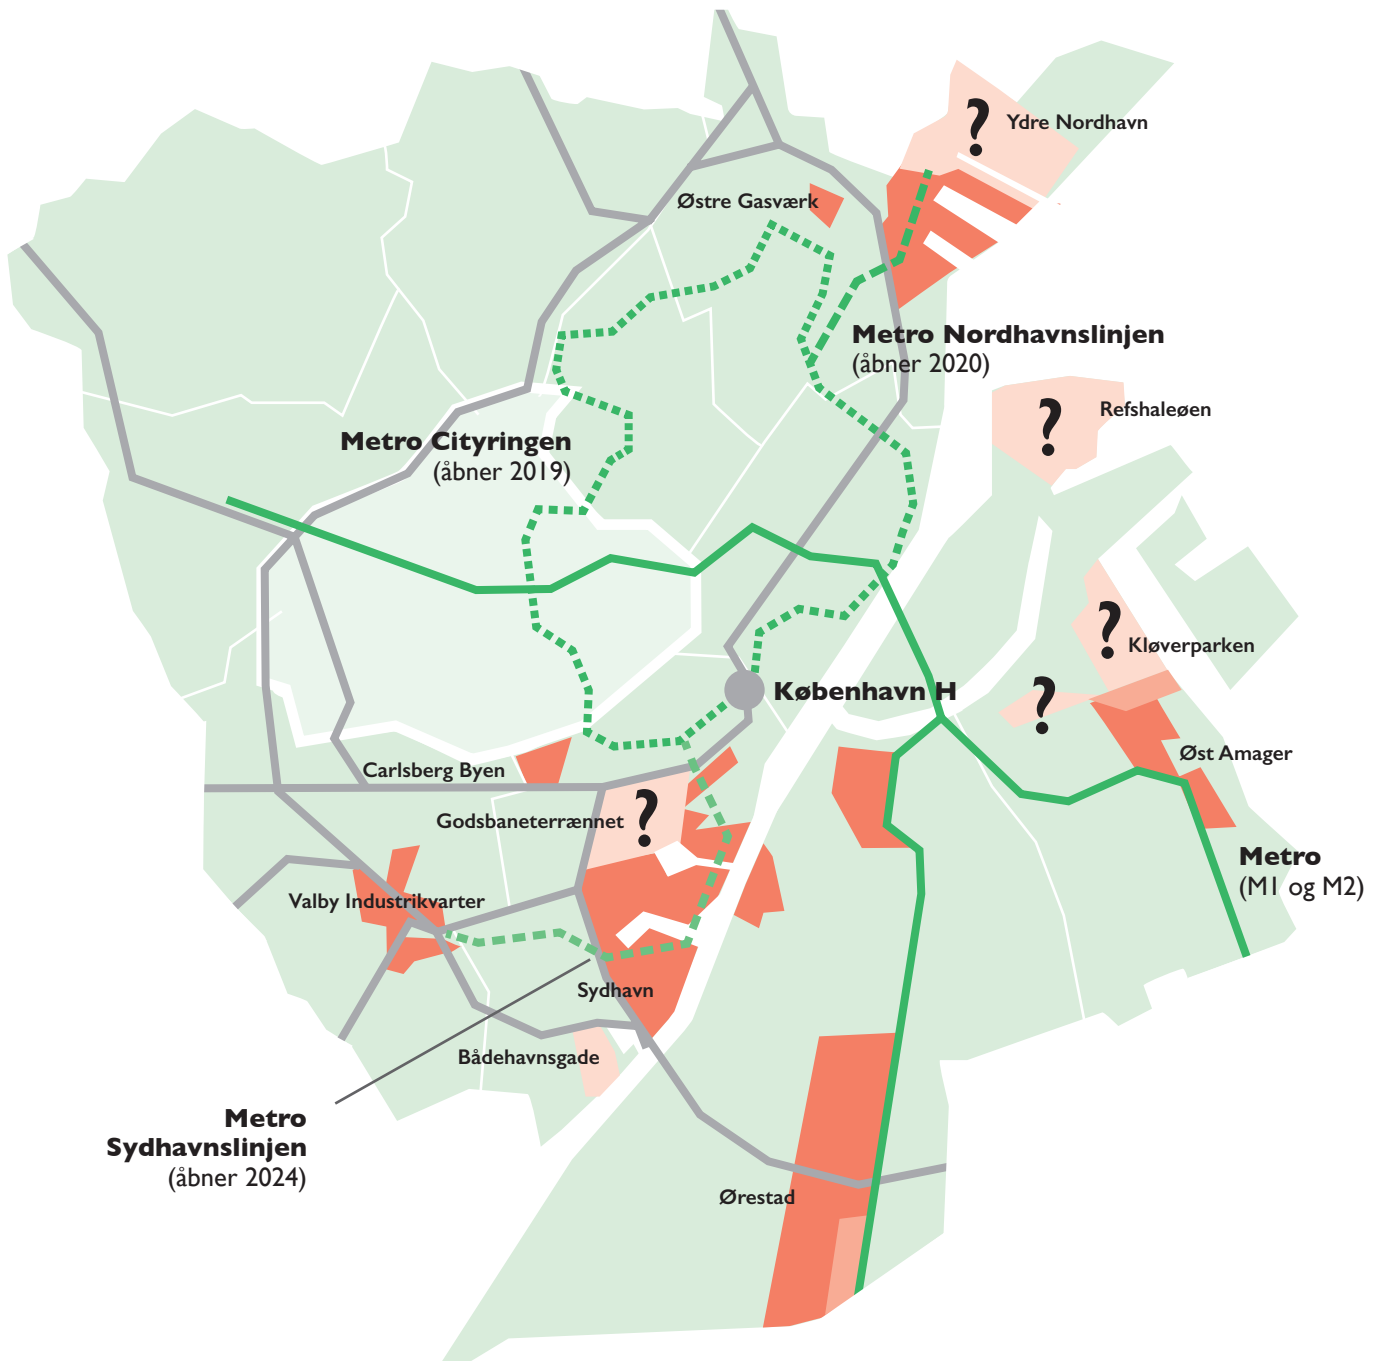 ?
Ydre Nordhavn
Østre Gasværk
Metro Nordhavnslinjen
(åbner 2020)
?
Refshaleøen
Metro Cityringen
(åbner 2019)
?
Kløverparken
?
København H
Øst Amager
Carlsberg Byen
Godsbaneterrænnet
?
Metro
(M1 og M2)
Valby Industrikvarter
Sydhavn
Bådehavnsgade
Metro
Sydhavnslinjen
(åbner 2024)
Ørestad